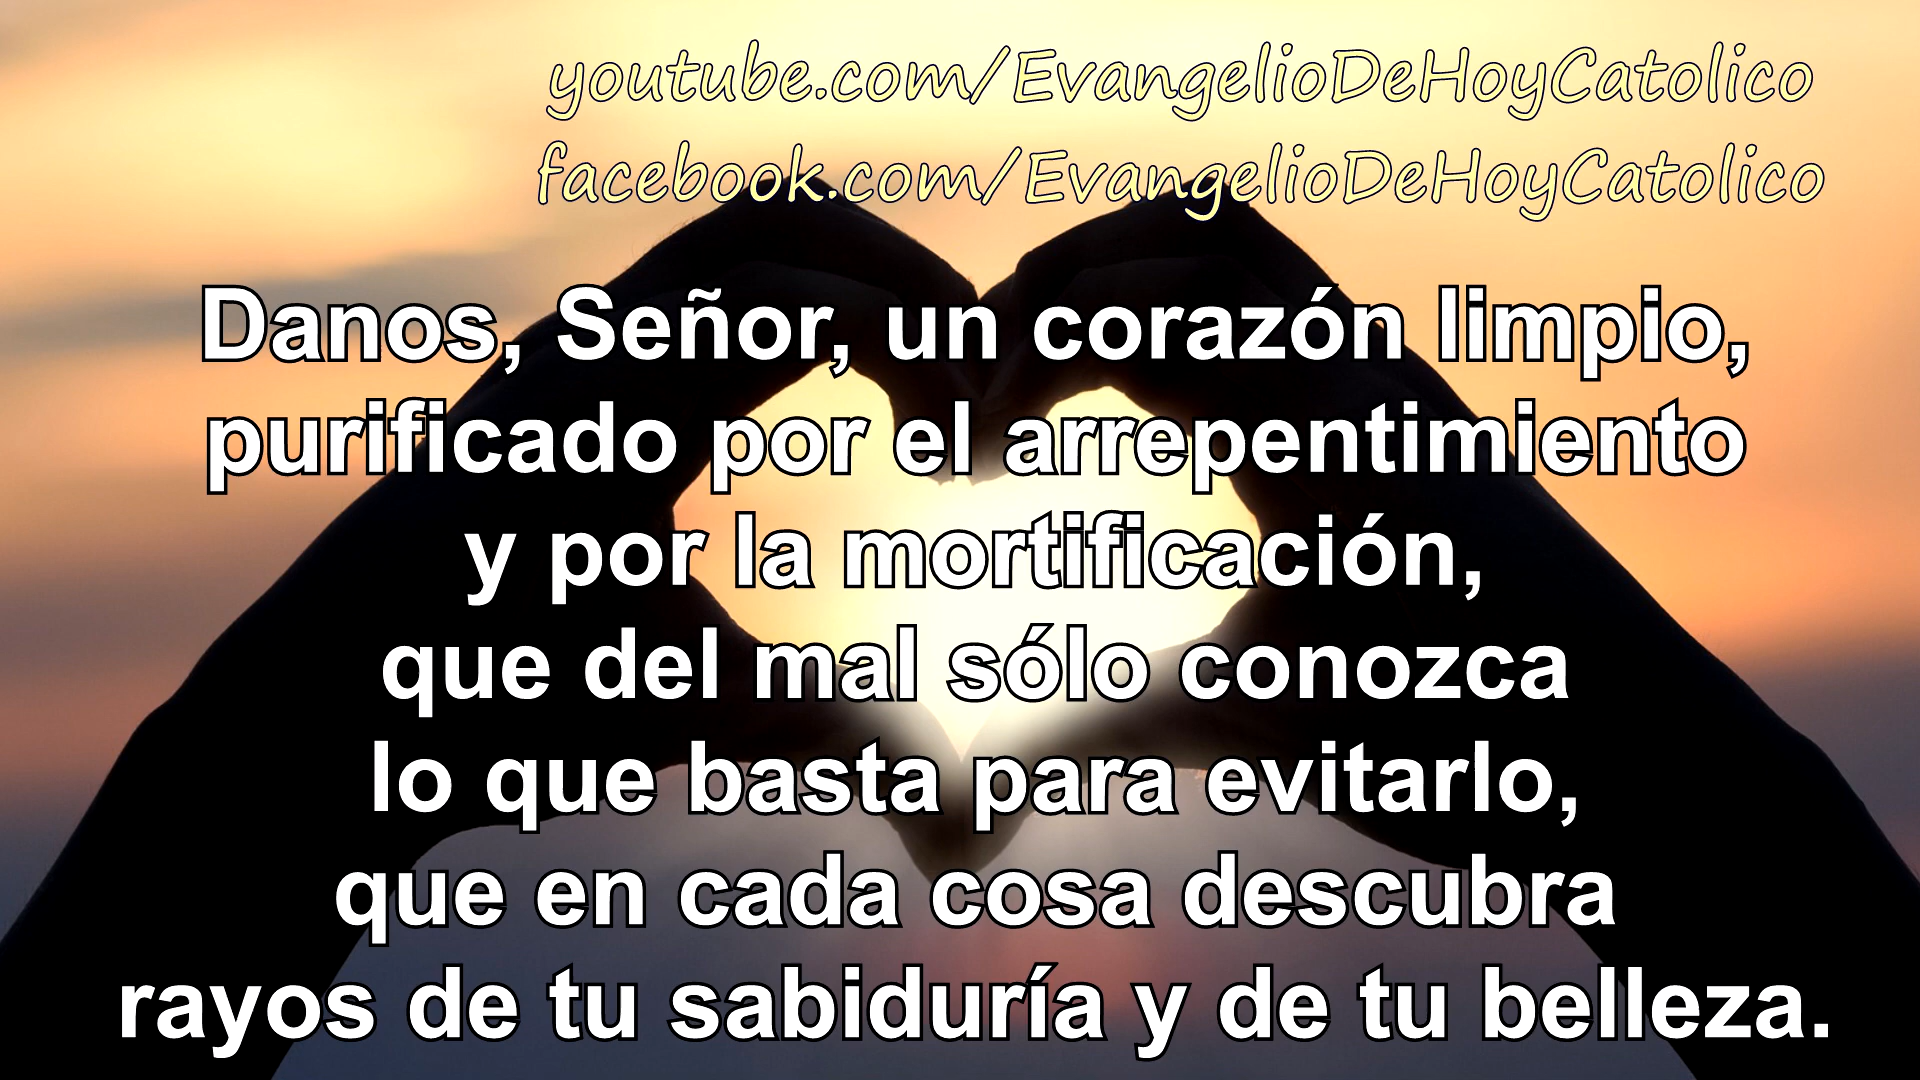 youtube.com/EvangelioDeHoyCatolico
facebook.com/EvangelioDeHoyCatolico
Danos, Señor, un corazón limpio,
purificado por el arrepentimiento
y por la mortificación,
que del mal sólo conozca
lo que basta para evitarlo,
que en cada cosa descubra
rayos de tu sabiduría y de tu belleza.